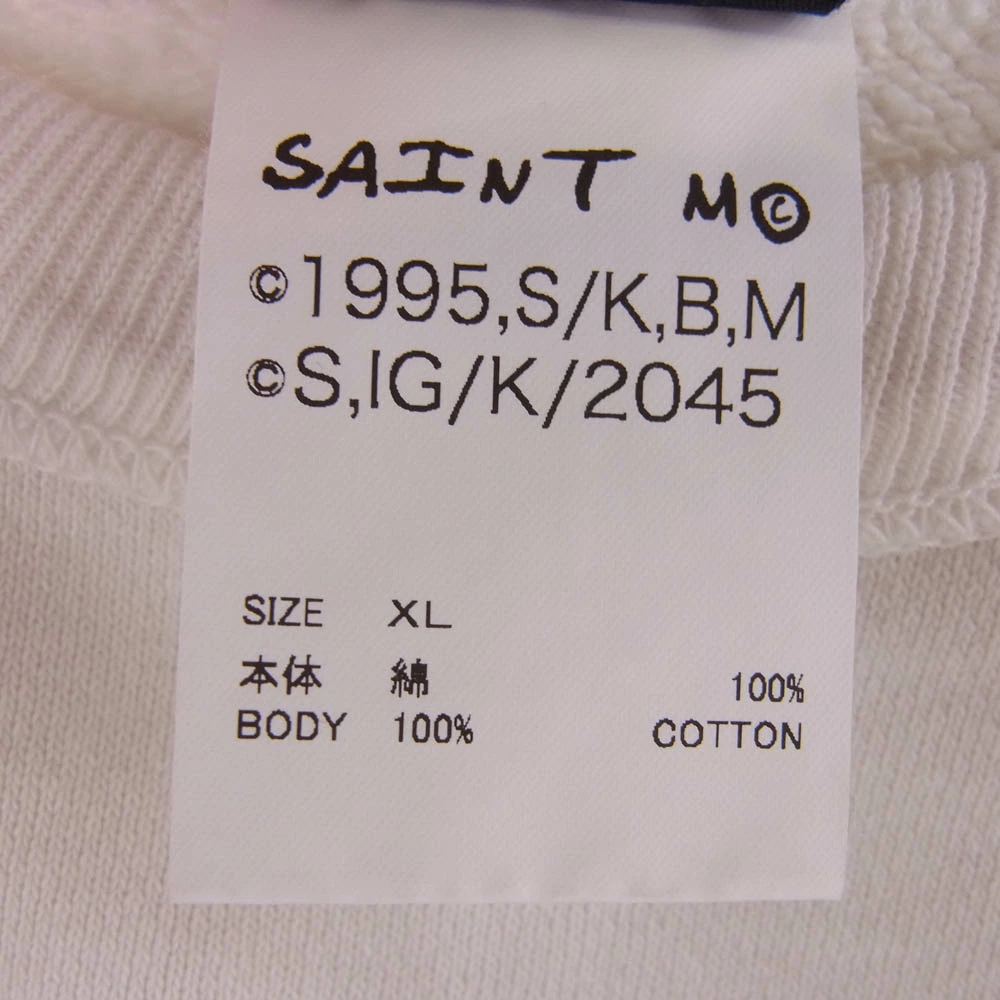 SAINT M©
©1995,S/K,B,M
©S,IG/K/2045
SIZE XL
本体 綿 100%
BODY 100% COTTON